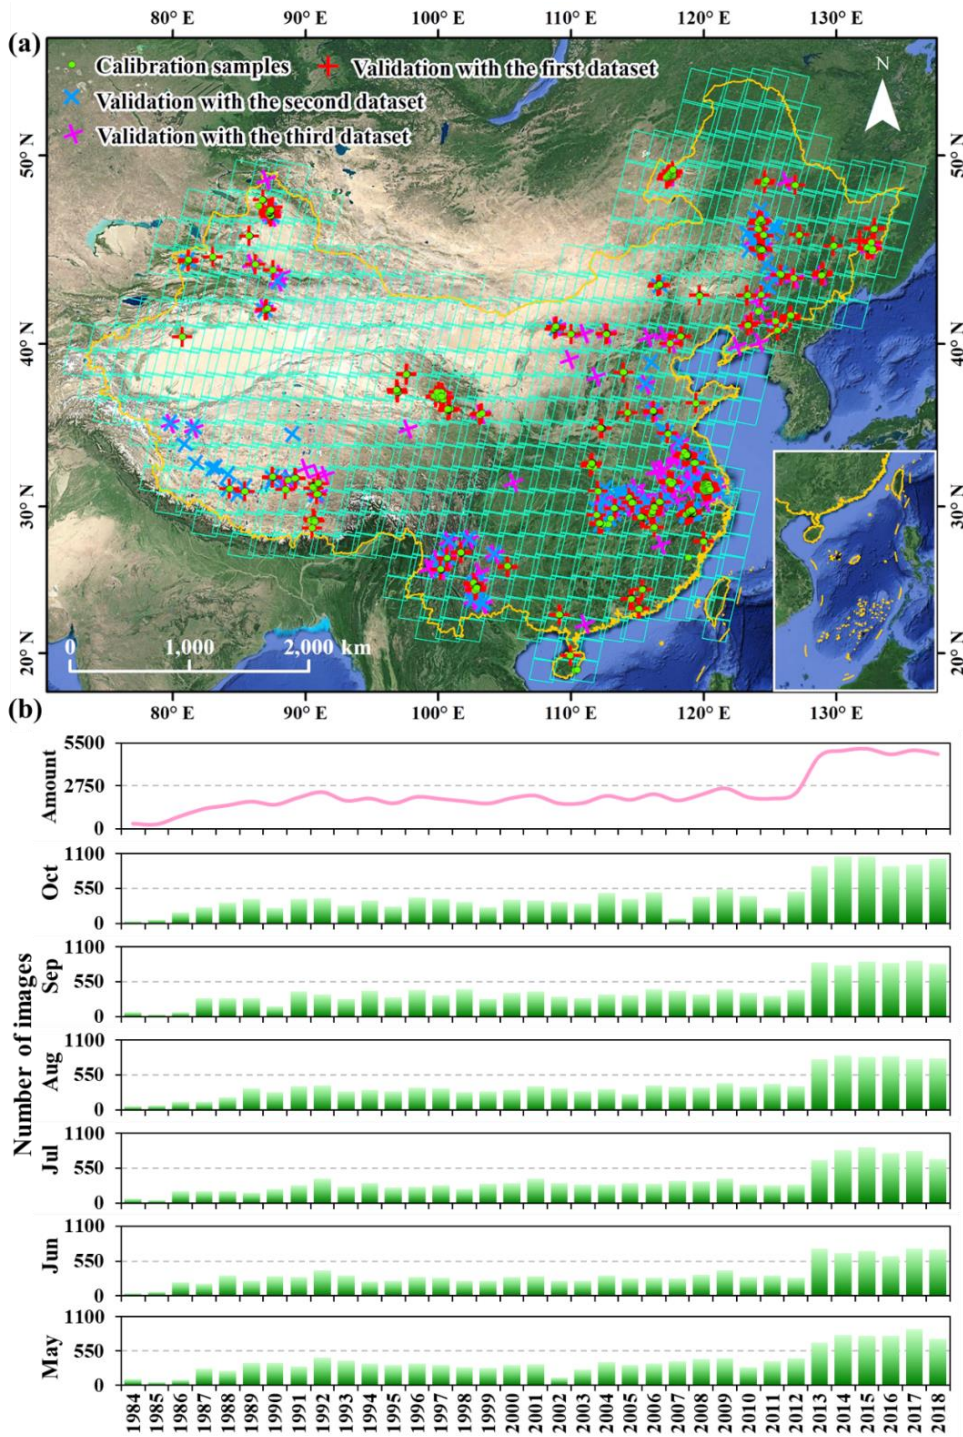 80° E 90° E 100° E 110° E 120° E 130° E
(a)
Calibration samples Validation with the first dataset
Validation with the second dataset
Validation with the third dataset
N
50° N 50° N
40° N 40° N
30° N 30° N
20° N 20° N
0 1,000 2,000 km
80° E 90° E 100° E 110° E 120° E 130° E
(b)
Number of images
Amount
5500
2750
0
Oct
1100
550
0
Sep
1100
550
0
Aug
1100
550
0
Jul
1100
550
0
Jun
1100
550
0
May
1100
550
0
1984 1985 1986 1987 1988 1989 1990 1991 1992 1993 1994 1995 1996 1997 1998 1999 2000 2001 2002 2003 2004 2005 2006 2007 2008 2009 2010 2011 2012 2013 2014 2015 2016 2017 2018